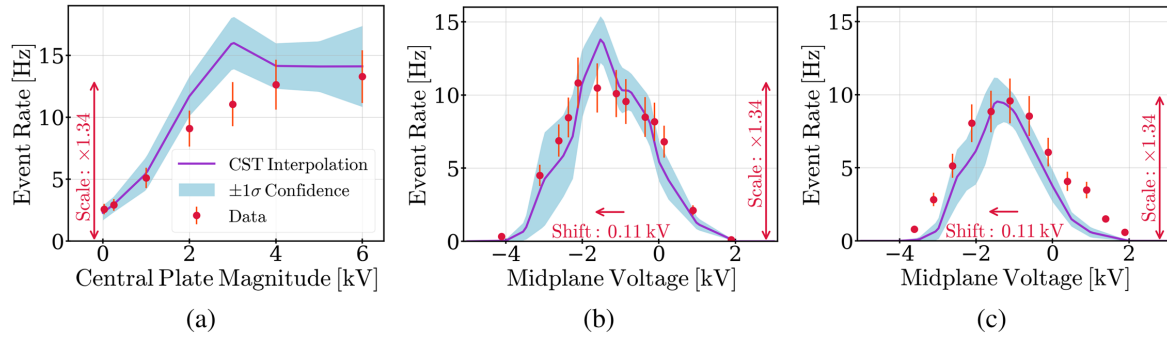 Event Rate [Hz]
15
10
5
0
Scale: ×1.34
CST Interpolation
±1σ Confidence
Data
0
2
4
6
Central Plate Magnitude [kV]
(a)
Event Rate [Hz]
15
10
5
0
Shift: 0.11 kV
Scale: ×1.34
−4
−2
0
2
Midplane Voltage [kV]
(b)
Event Rate [Hz]
15
10
5
0
Shift: 0.11 kV
Scale: ×1.34
−4
−2
0
2
Midplane Voltage [kV]
(c)